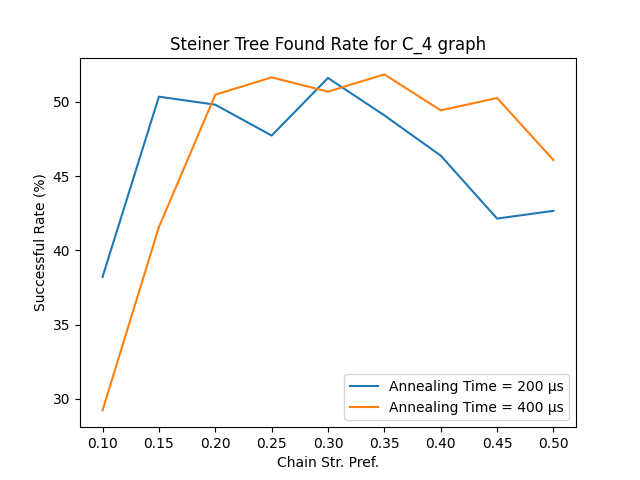 Steiner Tree Found Rate for C_4 graph
Successful Rate (%)
50
45
40
35
30
Annealing Time = 200 μs
Annealing Time = 400 μs
0.10 0.15 0.20 0.25 0.30 0.35 0.40 0.45 0.50
Chain Str. Pref.